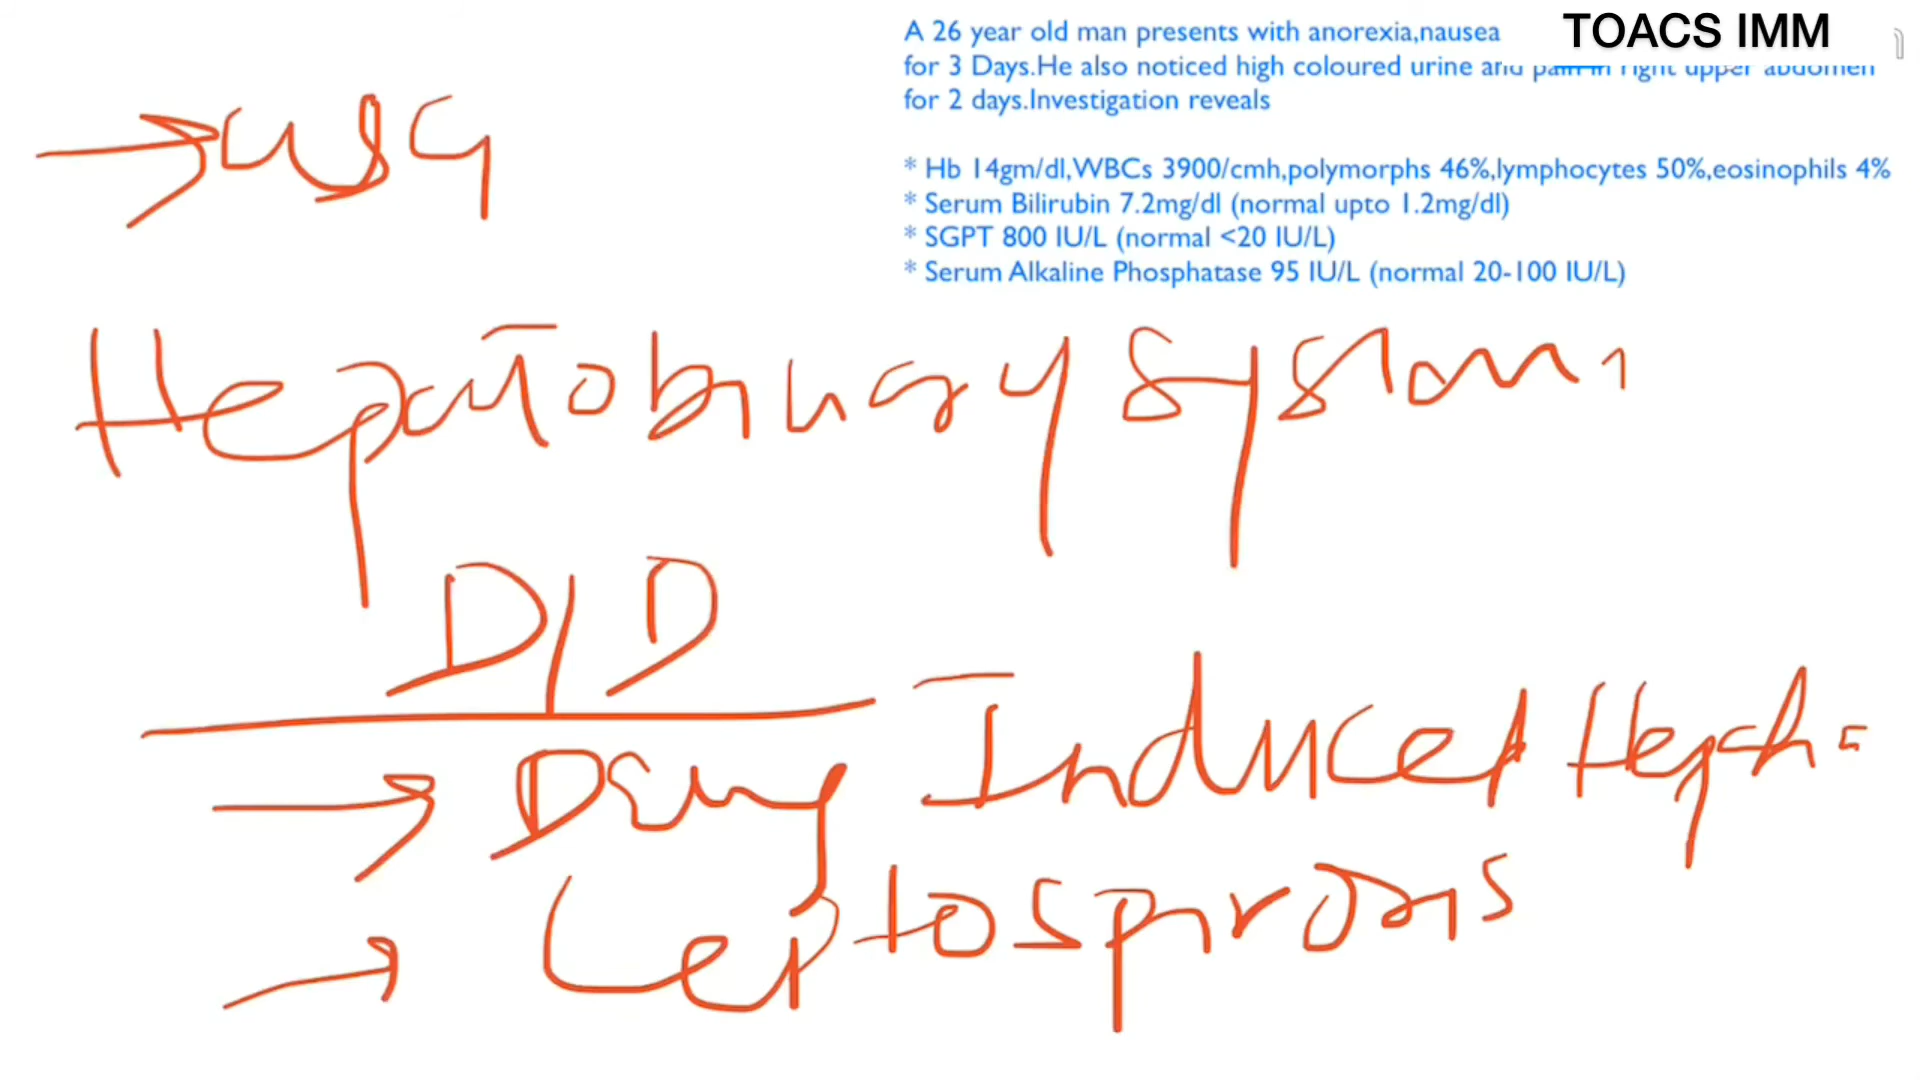 TOACS IMM
A 26 year old man presents with anorexia,nausea
for 3 Days.He also noticed high coloured urine and pain in right upper abdomen
for 2 days.Investigation reveals
* Hb 14gm/dl,WBCs 3900/cmh,polymorphs 46%,lymphocytes 50%,eosinophils 4%
* Serum Bilirubin 7.2mg/dl (normal upto 1.2mg/dl)
* SGPT 800 IU/L (normal <20 IU/L)
* Serum Alkaline Phosphatase 95 IU/L (normal 20-100 IU/L)
→ USG
Hepatobiliary System
D/D
→ Drug Induced
→ Leptospirosis